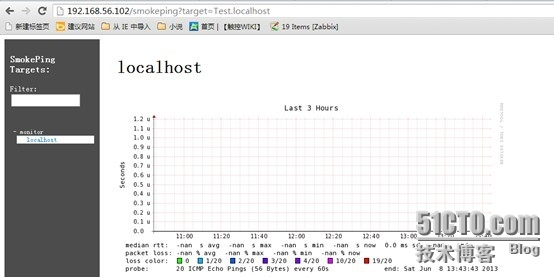 192.168.56.102/smokeping?target=Test.localhost
新建标签页 建议网站 从 IE 中导入 小说 首页 | 【触控WIKI】 19 Items [Zabbix]
SmokePing
Targets:
Filter:
- monitor
localhost
localhost
Last 3 Hours
Seconds
1.2 u
1.1 u
1.0 u
0.9 u
0.8 u
0.7 u
0.6 u
0.5 u
0.4 u
0.3 u
0.2 u
0.1 u
0.0
11:00 11:20 11:40 12:00 12:20 12:40 13:00
median rtt: -nan s avg -nan s max -nan s min -nan s now 0.0 ms
packet loss: -nan % avg -nan % max -nan % min -nan % now
loss color: 0 1/20 2/20 3/20 4/20 10/20 19/20
probe: 20 ICMP Echo Pings (56 Bytes) every 60s end: Sat Jun 8 13:43:43 2013
51CTO.com
技术博客 Blog